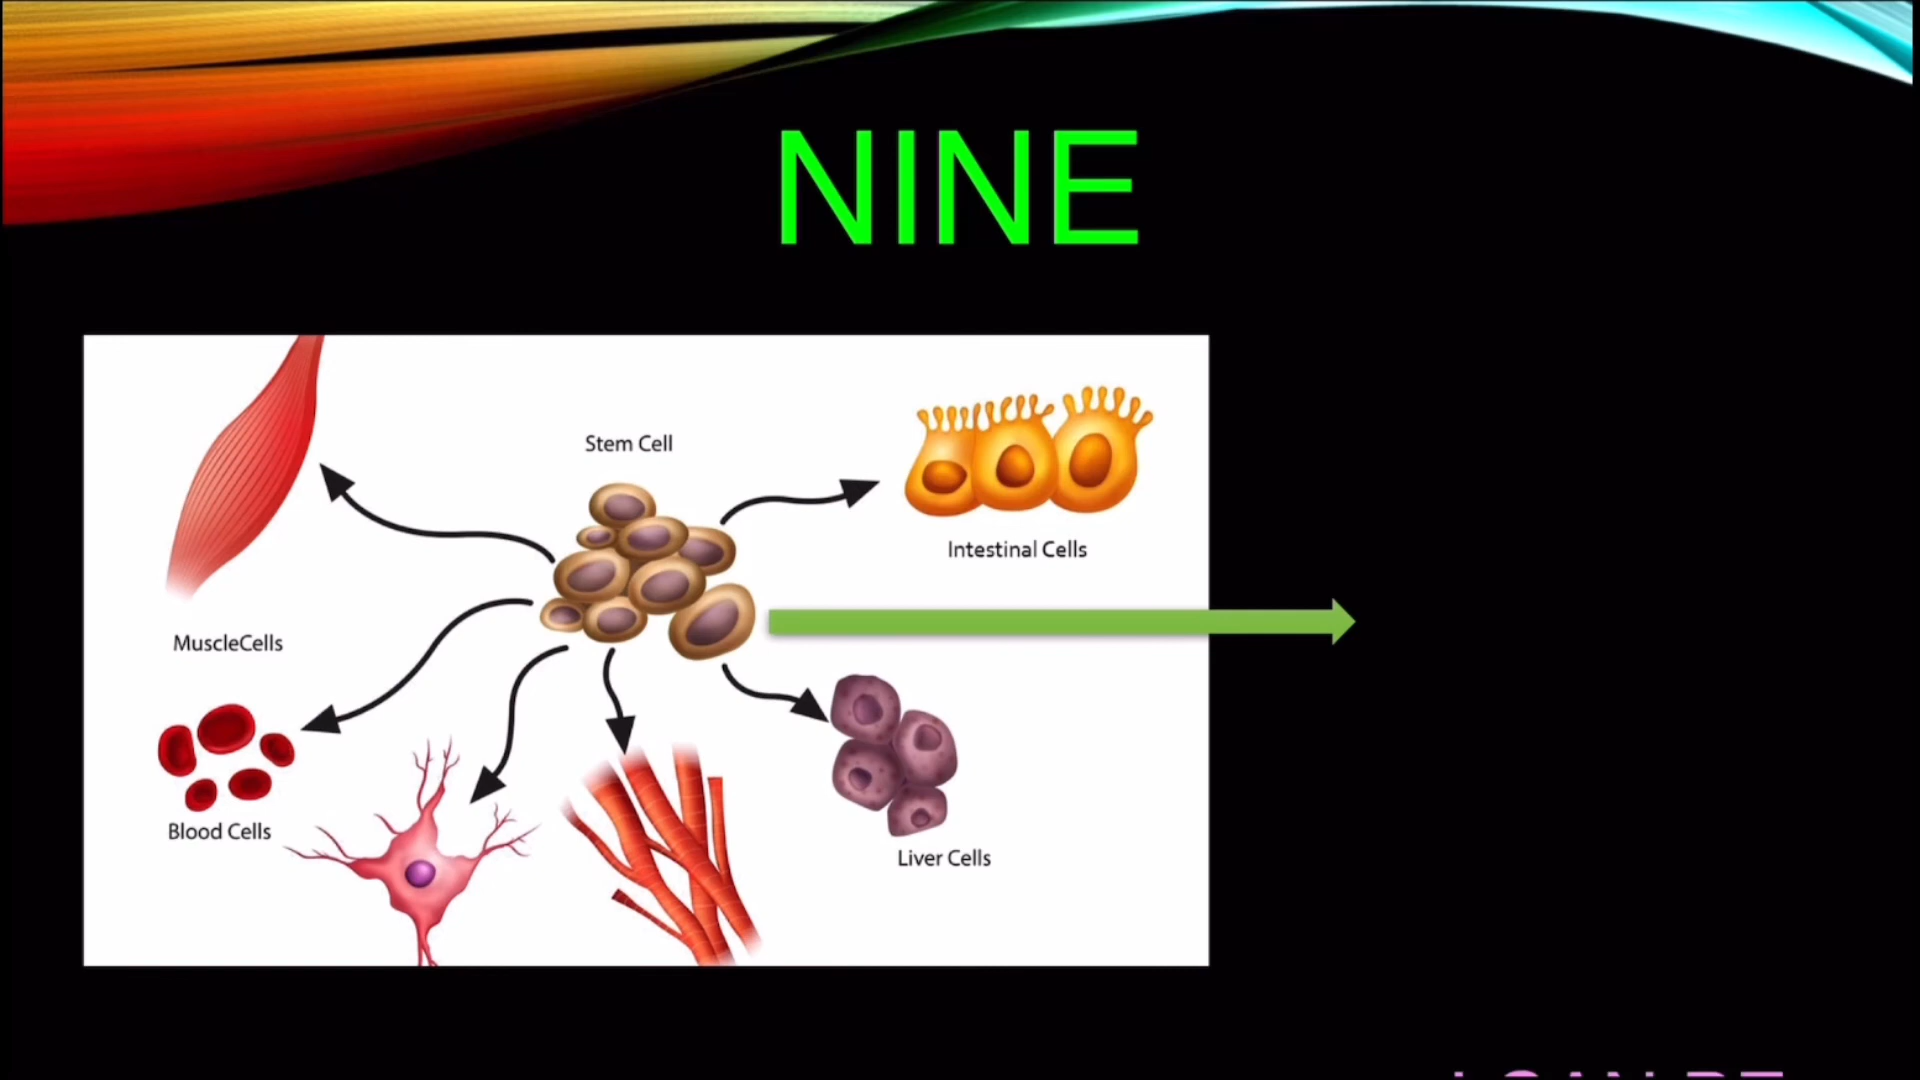 NINE
Stem Cell
Intestinal Cells
MuscleCells
Blood Cells
Liver Cells